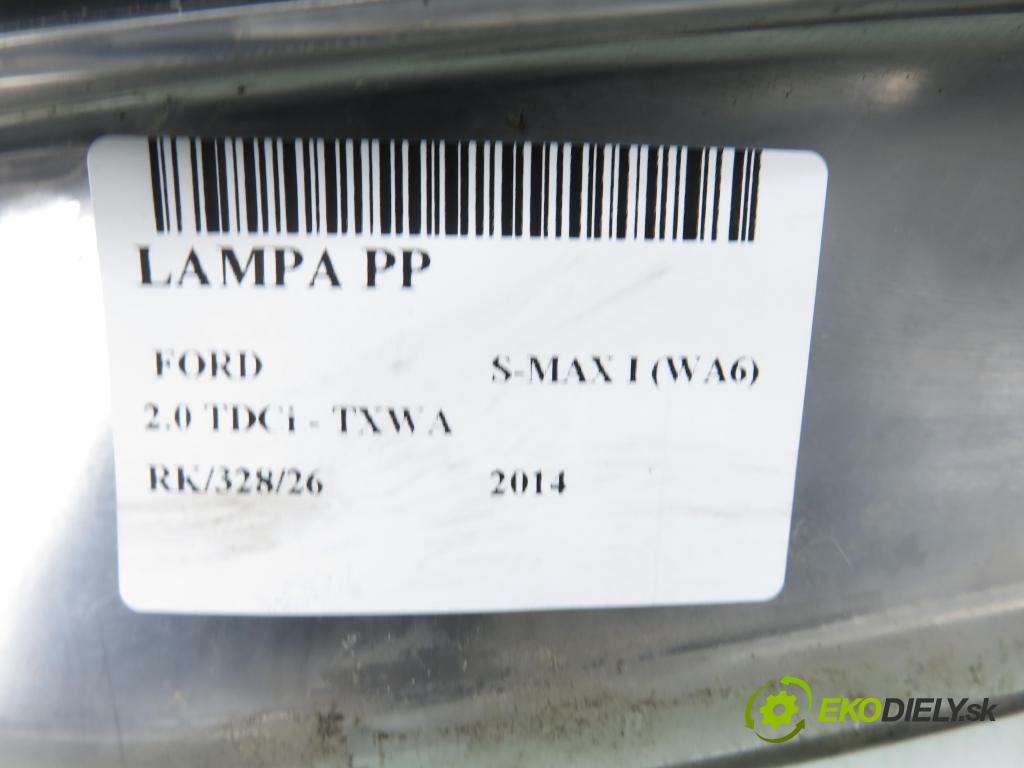 LAMPA PP
FORD S-MAX I (WA6)
2.0 TDCi - TXWA
RK/328/26 2014
EKODIELY.sk